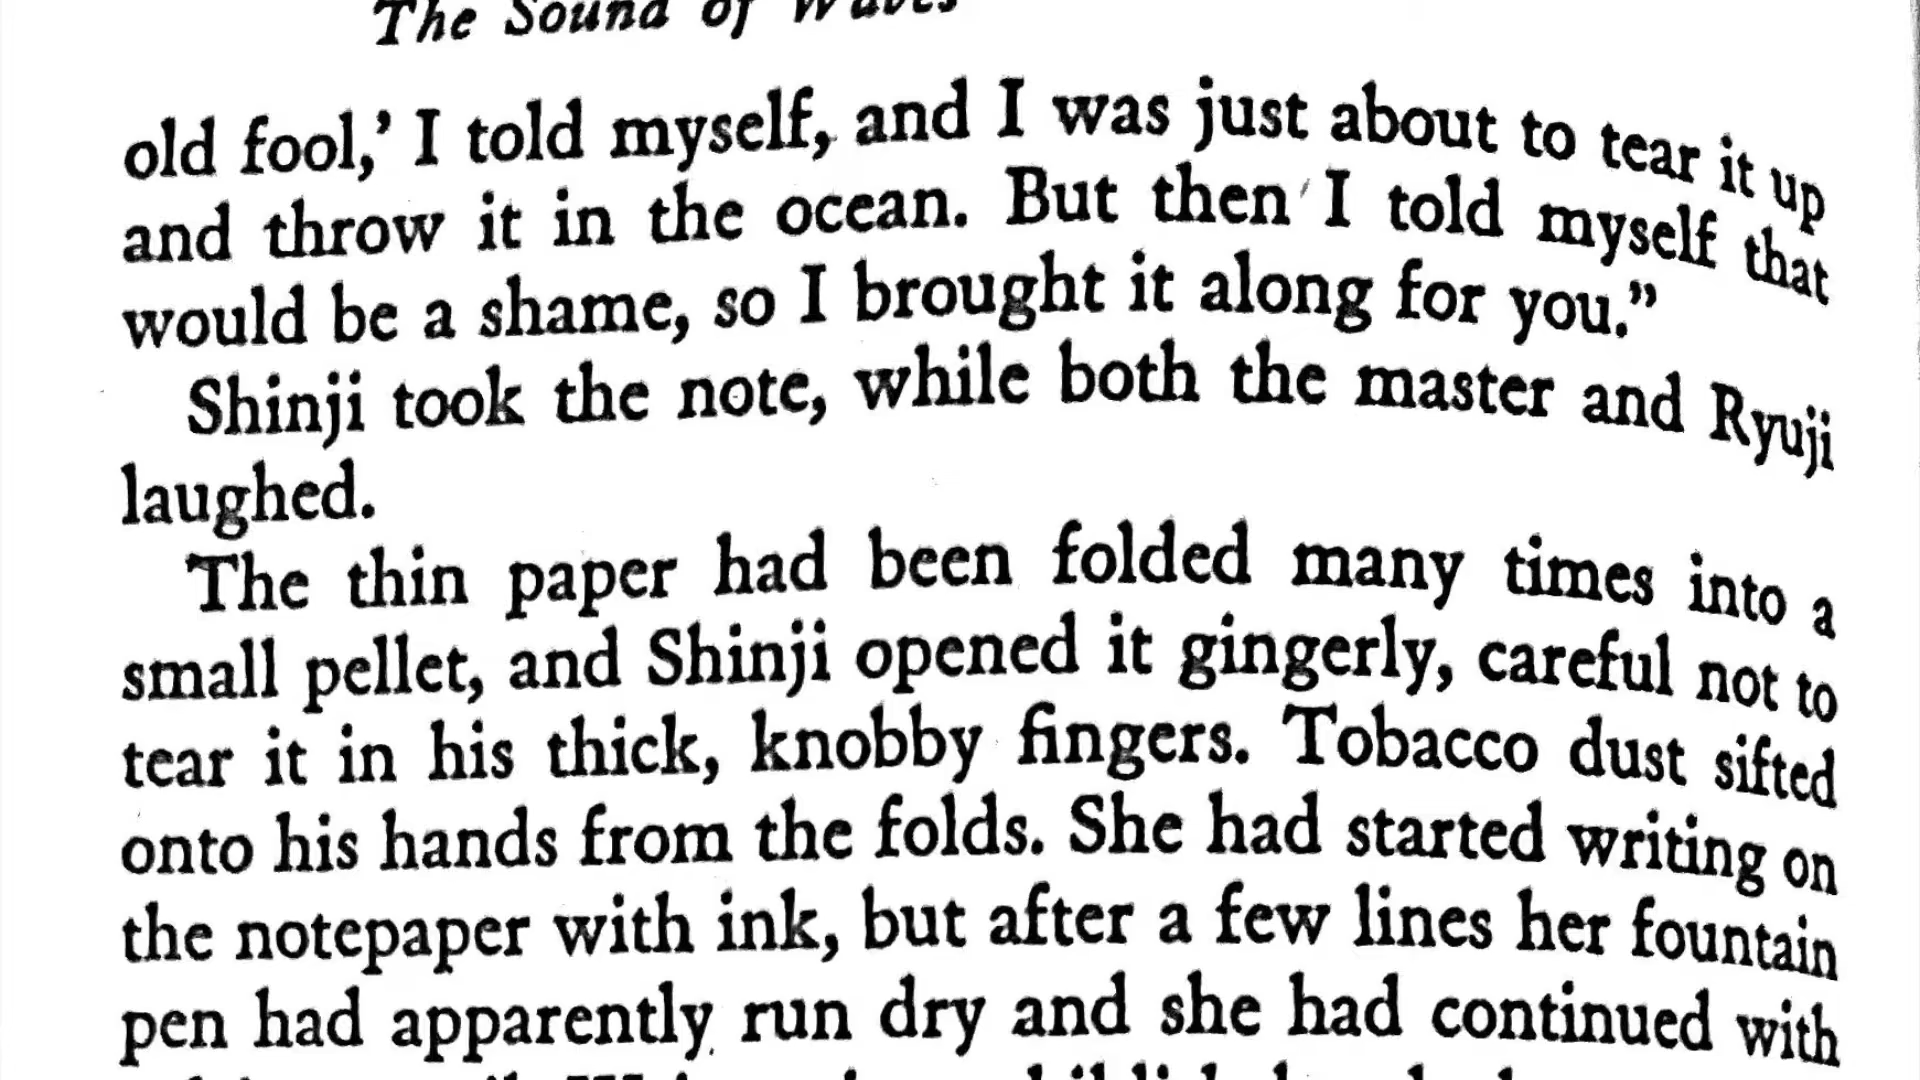 The Sound of Waves
old fool,’ I told myself, and I was just about to tear it up
and throw it in the ocean. But then I told myself that
would be a shame, so I brought it along for you.”
Shinji took the note, while both the master and Ryuji
laughed.
The thin paper had been folded many times into a
small pellet, and Shinji opened it gingerly, careful not to
tear it in his thick, knobby fingers. Tobacco dust sifted
onto his hands from the folds. She had started writing on
the notepaper with ink, but after a few lines her fountain
pen had apparently run dry and she had continued with